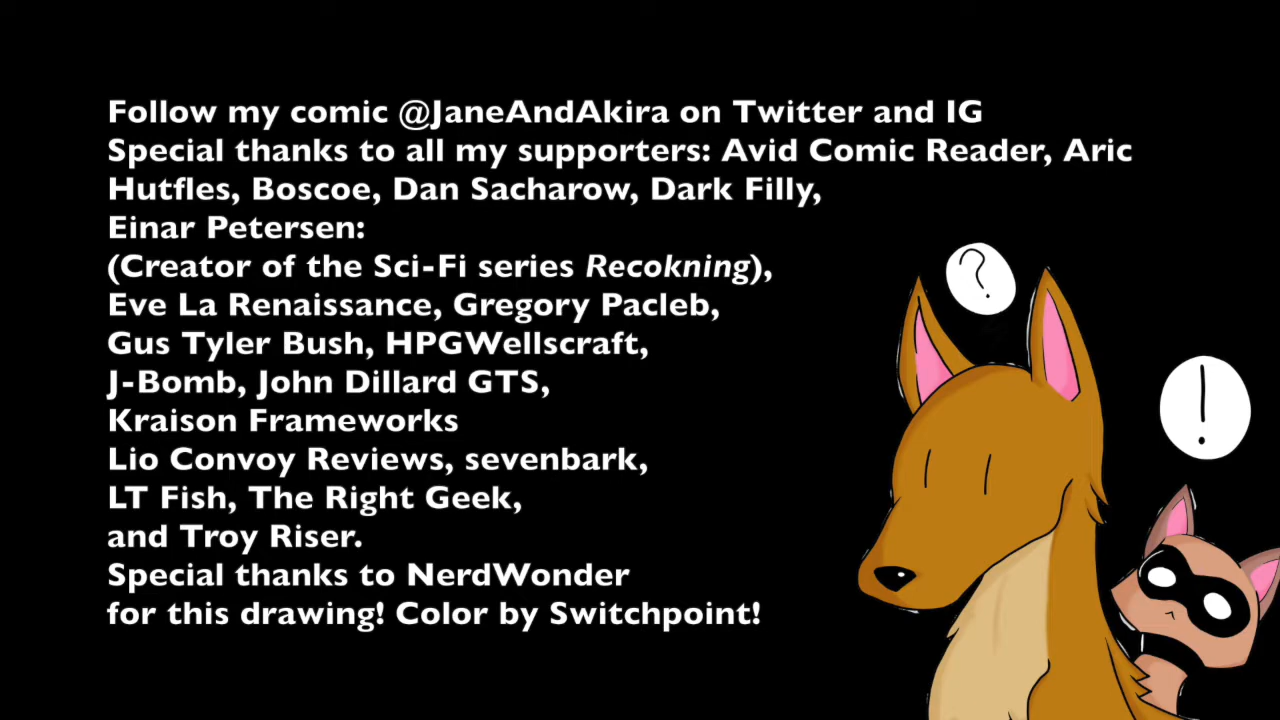 Follow my comic @JaneAndAkira on Twitter and IG
Special thanks to all my supporters: Avid Comic Reader, Aric
Hutfles, Boscoe, Dan Sacharow, Dark Filly,
Einar Petersen:
(Creator of the Sci-Fi series Recokning),
Eve La Renaissance, Gregory Pacleb,
Gus Tyler Bush, HPGWellscraft,
J-Bomb, John Dillard GTS,
Kraison Frameworks
Lio Convoy Reviews, sevenbark,
LT Fish, The Right Geek,
and Troy Riser.
Special thanks to NerdWonder
for this drawing! Color by Switchpoint!
?
!